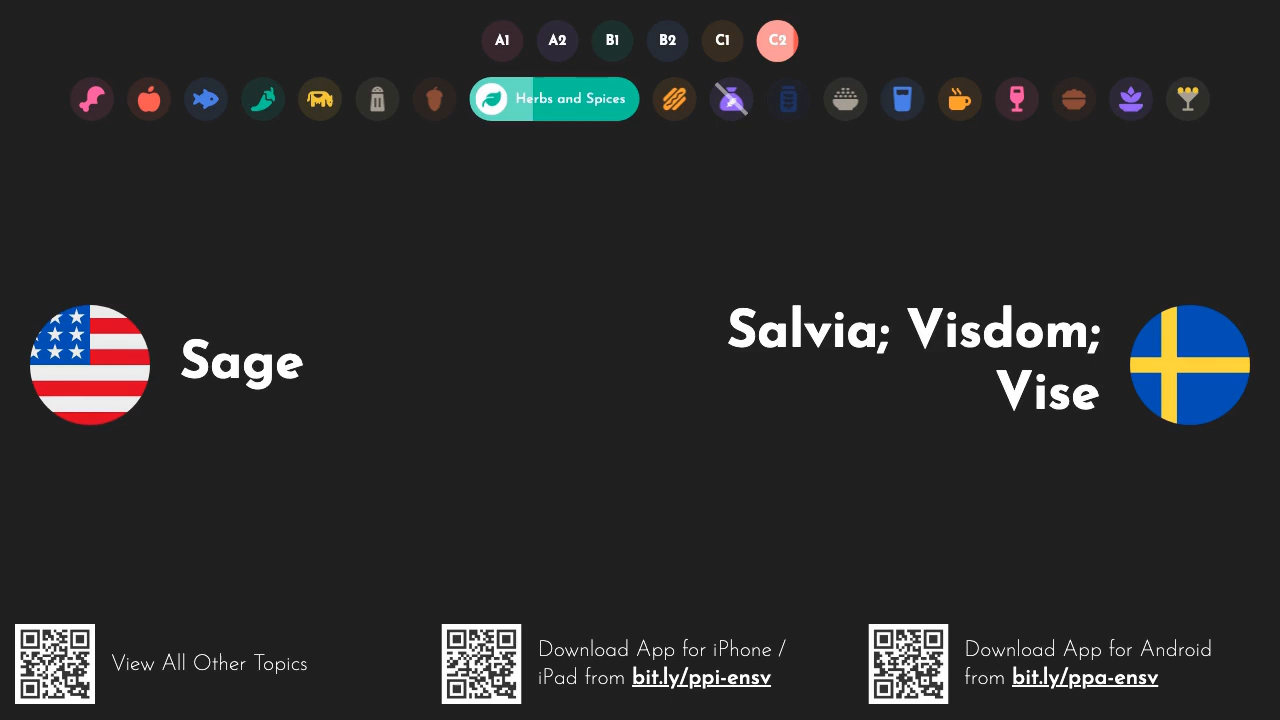 A1 A2 B1 B2 C1 C2
Herbs and Spices
Sage
Salvia; Visdom;
Vise
View All Other Topics
Download App for iPhone /
iPad from bit.ly/ppi-ensv
Download App for Android
from bit.ly/ppa-ensv